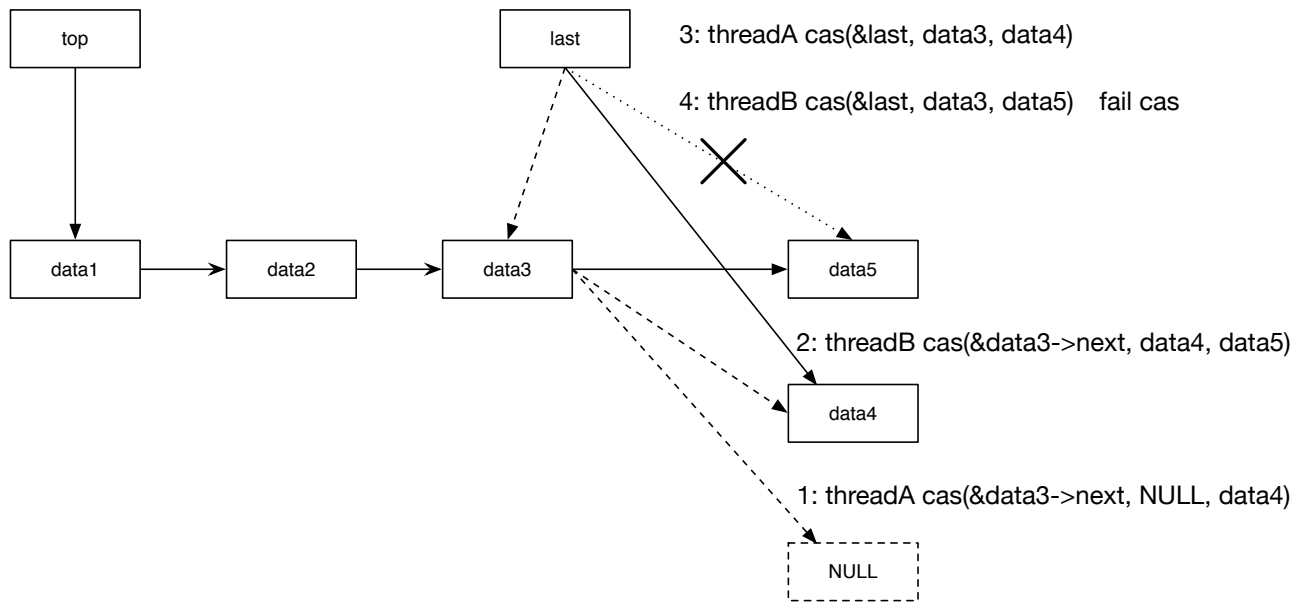 top
last
3: threadA cas(&last, data3, data4)
4: threadB cas(&last, data3, data5) fail cas
data1
data2
data3
data5
2: threadB cas(&data3->next, data4, data5)
data4
1: threadA cas(&data3->next, NULL, data4)
NULL